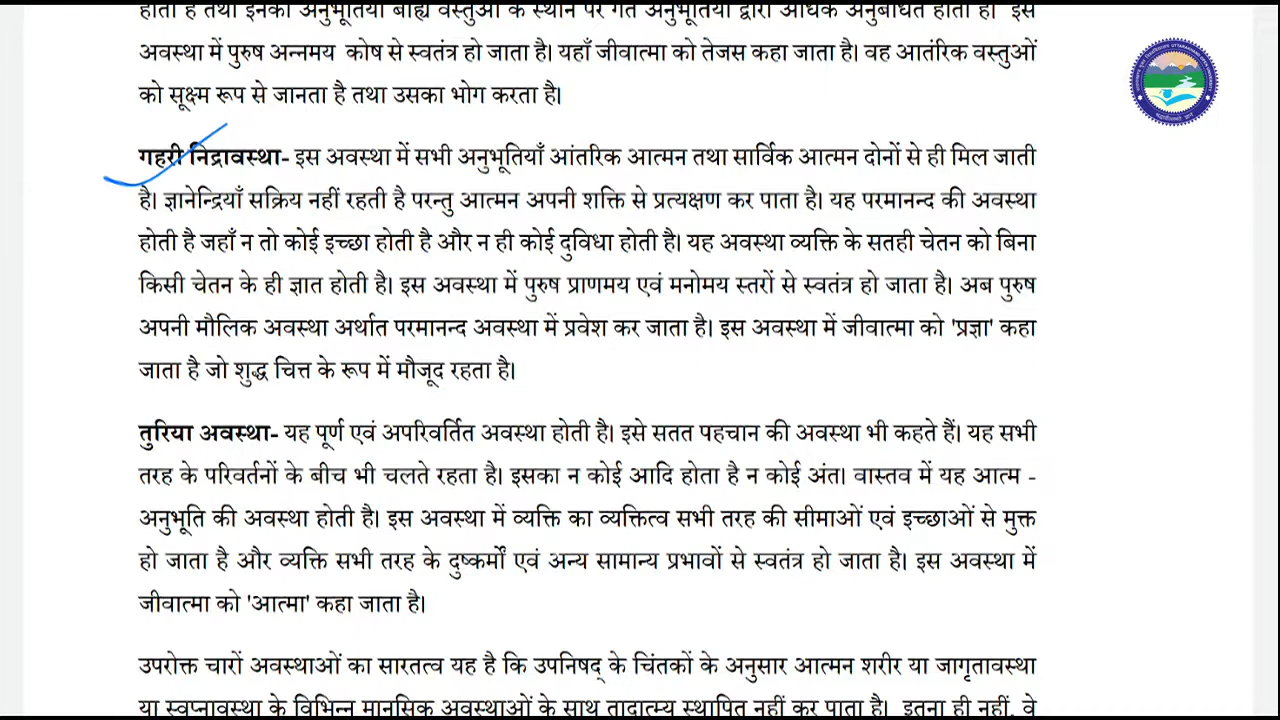 होती है तथा इनकी अनुभूतियाँ बाह्य वस्तुओं के स्थान पर गत अनुभूतियों द्वारा अधिक अनुबंधित होती हैं। इस
अवस्था में पुरुष अन्नमय कोष से स्वतंत्र हो जाता है। यहाँ जीवात्मा को तेजस कहा जाता है। वह आतंरिक वस्तुओं
को सूक्ष्म रूप से जानता है तथा उसका भोग करता है।
गहरी निद्रावस्था- इस अवस्था में सभी अनुभूतियाँ आंतरिक आत्मन तथा सार्विक आत्मन दोनों से ही मिल जाती
है। ज्ञानेन्द्रियाँ सक्रिय नहीं रहती है परन्तु आत्मन अपनी शक्ति से प्रत्यक्षण कर पाता है। यह परमानन्द की अवस्था
होती है जहाँ न तो कोई इच्छा होती है और न ही कोई दुविधा होती है। यह अवस्था व्यक्ति के सतही चेतन को बिना
किसी चेतन के ही ज्ञात होती है। इस अवस्था में पुरुष प्राणमय एवं मनोमय स्तरों से स्वतंत्र हो जाता है। अब पुरुष
अपनी मौलिक अवस्था अर्थात परमानन्द अवस्था में प्रवेश कर जाता है। इस अवस्था में जीवात्मा को 'प्रज्ञा' कहा
जाता है जो शुद्ध चित्त के रूप में मौजूद रहता है।
तुरिया अवस्था- यह पूर्ण एवं अपरिवर्तित अवस्था होती है। इसे सतत पहचान की अवस्था भी कहते हैं। यह सभी
तरह के परिवर्तनों के बीच भी चलते रहता है। इसका न कोई आदि होता है न कोई अंत। वास्तव में यह आत्म -
अनुभूति की अवस्था होती है। इस अवस्था में व्यक्ति का व्यक्तित्व सभी तरह की सीमाओं एवं इच्छाओं से मुक्त
हो जाता है और व्यक्ति सभी तरह के दुष्कर्मों एवं अन्य सामान्य प्रभावों से स्वतंत्र हो जाता है। इस अवस्था में
जीवात्मा को 'आत्मा' कहा जाता है।
उपरोक्त चारों अवस्थाओं का सारतत्व यह है कि उपनिषद् के चिंतकों के अनुसार आत्मन शरीर या जागृतावस्था
या स्वप्नावस्था के विभिन्न मानसिक अवस्थाओं के साथ तादात्म्य स्थापित नहीं कर पाता है। इतना ही नहीं, वे